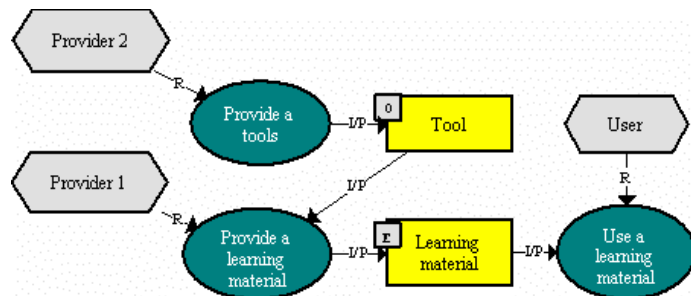 Provider 2
R
Provide a
tools
I/P
o
Tool
User
I/P
R
Provider 1
R
Provide a
learning
material
I/P
r
Learning
material
I/P
Use a
learning
material